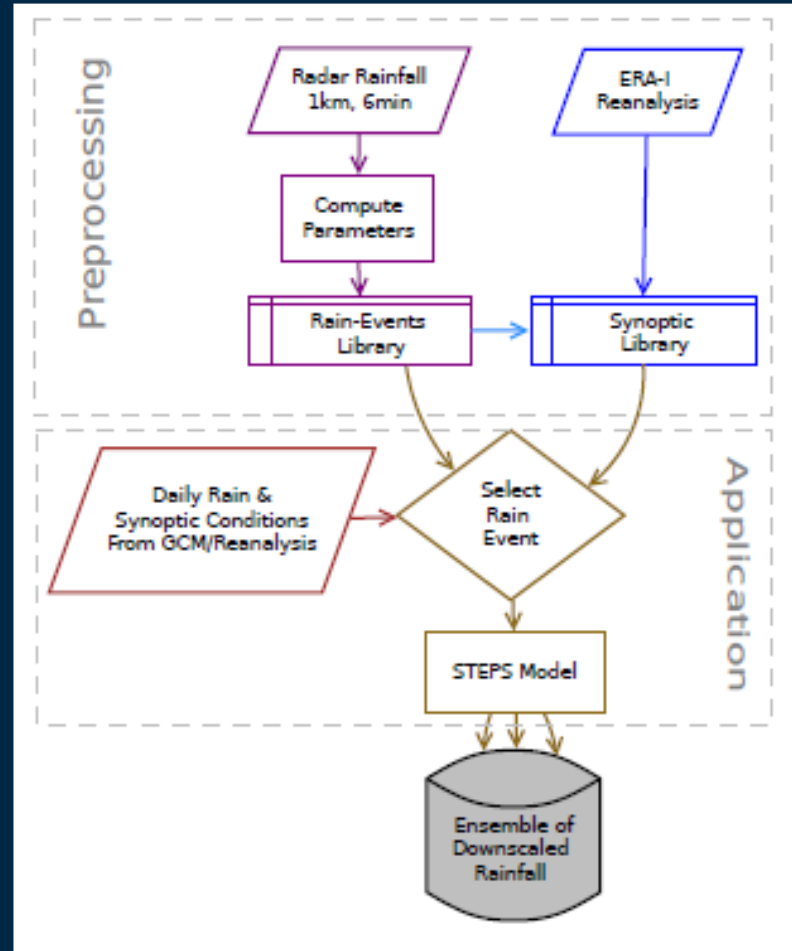 Preprocessing
Radar Rainfall
1km, 6min
ERA-I
Reanalysis
Compute
Parameters
Rain-Events
Library
Synoptic
Library
Application
Daily Rain &
Synoptic Conditions
From GCM/Reanalysis
Select
Rain
Event
STEPS Model
Ensemble of
Downscaled
Rainfall